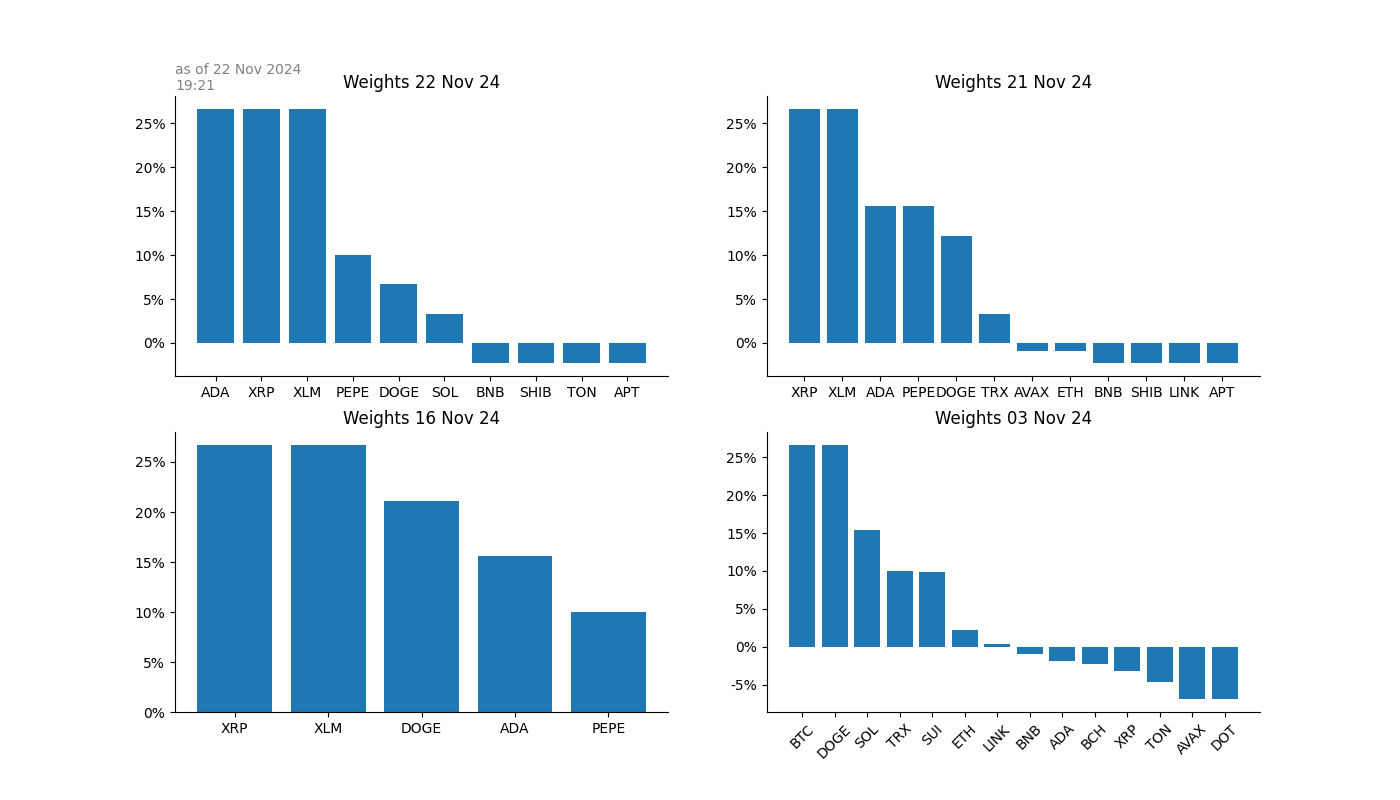 as of 22 Nov 2024
19:21
Weights 22 Nov 24
25%
20%
15%
10%
5%
0%
ADA XRP XLM PEPE DOGE SOL BNB SHIB TON APT
Weights 21 Nov 24
25%
20%
15%
10%
5%
0%
XRP XLM ADA PEPE DOGE TRX AVAX ETH BNB SHIB LINK APT
Weights 16 Nov 24
25%
20%
15%
10%
5%
0%
XRP XLM DOGE ADA PEPE
Weights 03 Nov 24
25%
20%
15%
10%
5%
0%
-5%
BTC DOGE SOL TRX SUI ETH LINK BNB ADA BCH XRP TON AVAX DOT